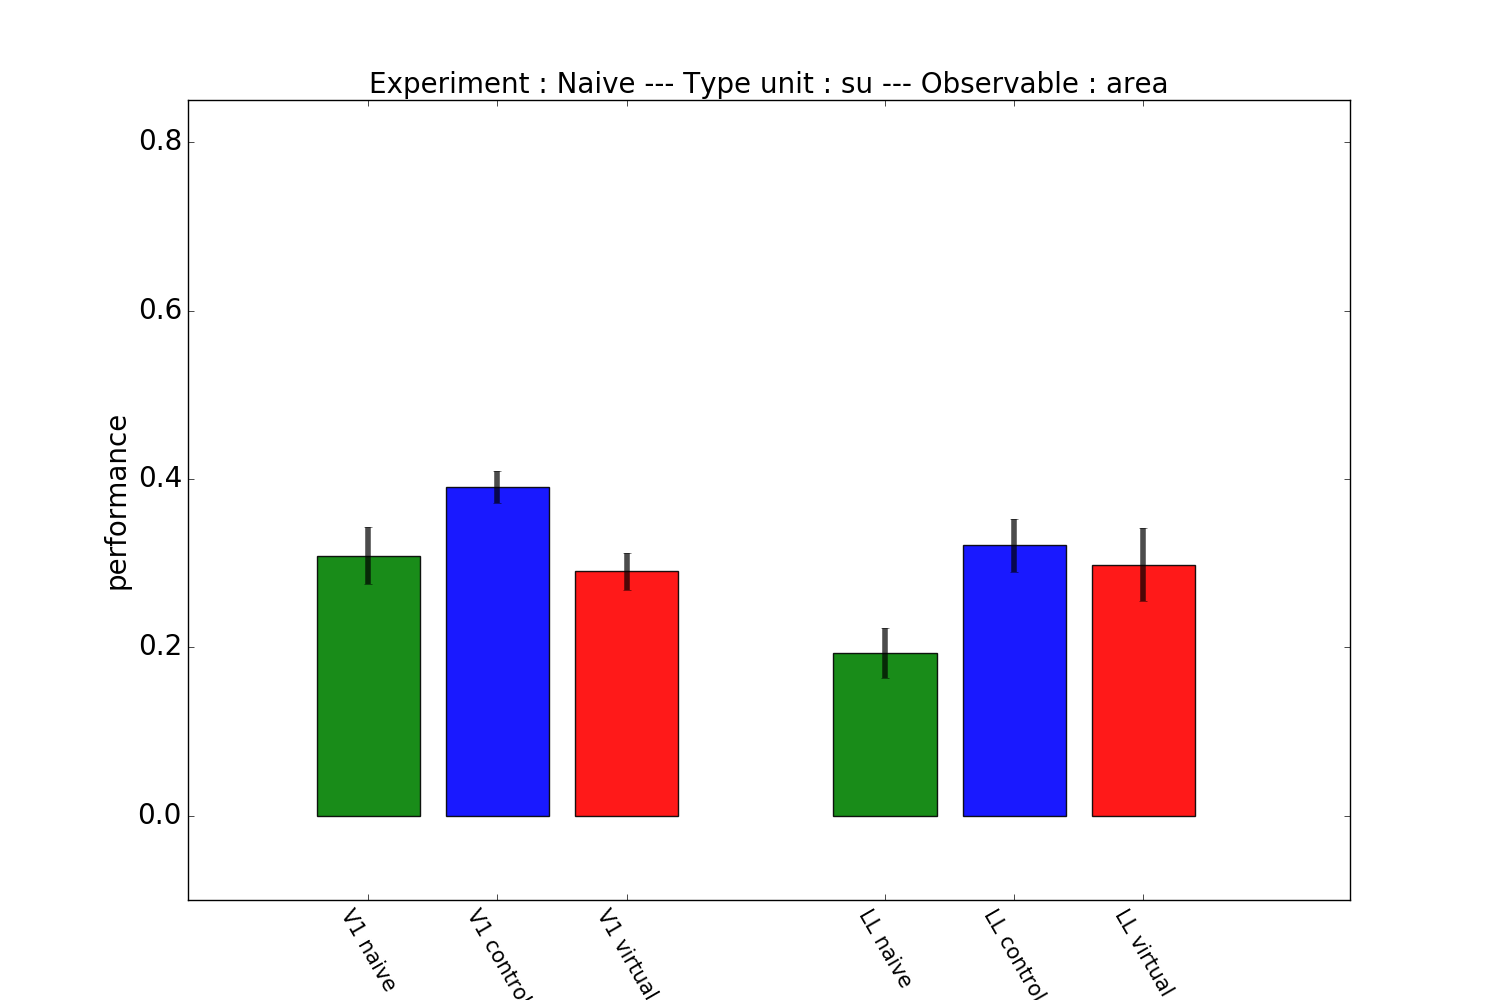 Experiment : Naive --- Type unit : su --- Observable : area
performance
0.8
0.6
0.4
0.2
0.0
V1 naive
V1 control
V1 virtual
LL naive
LL control
LL virtual